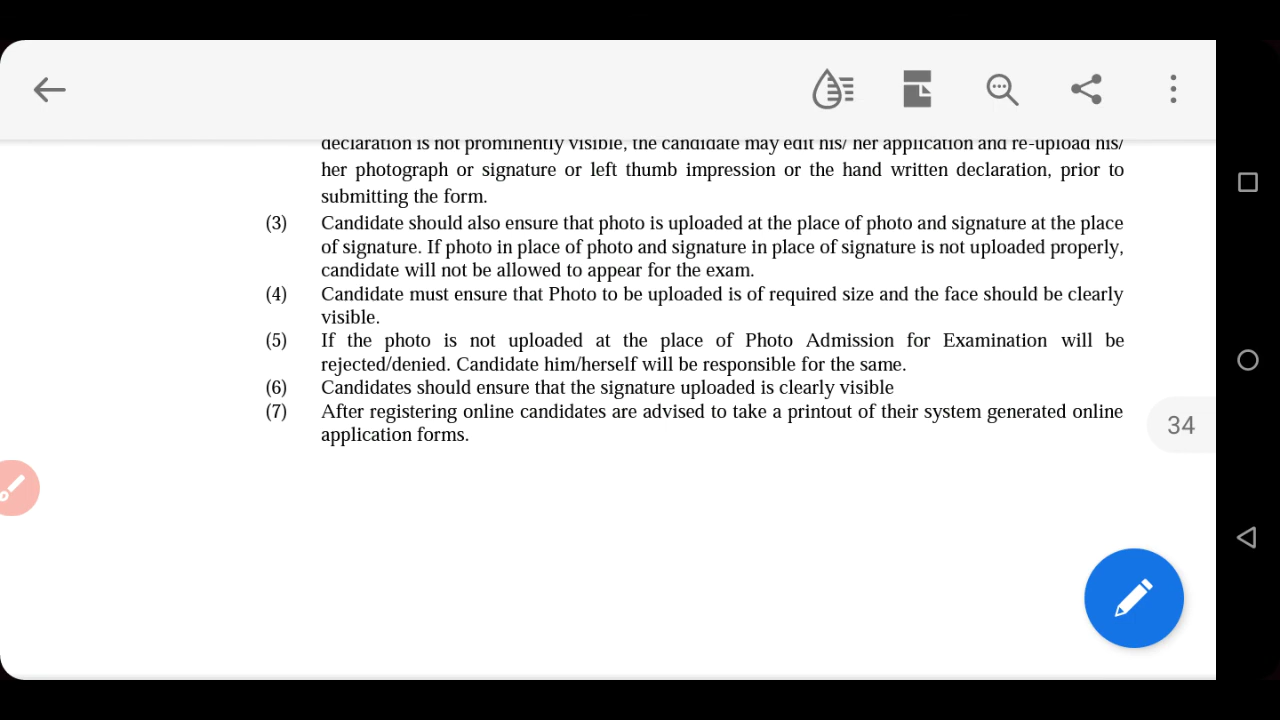 declaration is not prominently visible, the candidate may edit his/ her application and re-upload his/
her photograph or signature or left thumb impression or the hand written declaration, prior to
submitting the form.
(3) Candidate should also ensure that photo is uploaded at the place of photo and signature at the place
of signature. If photo in place of photo and signature in place of signature is not uploaded properly,
candidate will not be allowed to appear for the exam.
(4) Candidate must ensure that Photo to be uploaded is of required size and the face should be clearly
visible.
(5) If the photo is not uploaded at the place of Photo Admission for Examination will be
rejected/denied. Candidate him/herself will be responsible for the same.
(6) Candidates should ensure that the signature uploaded is clearly visible
(7) After registering online candidates are advised to take a printout of their system generated online
application forms.
34